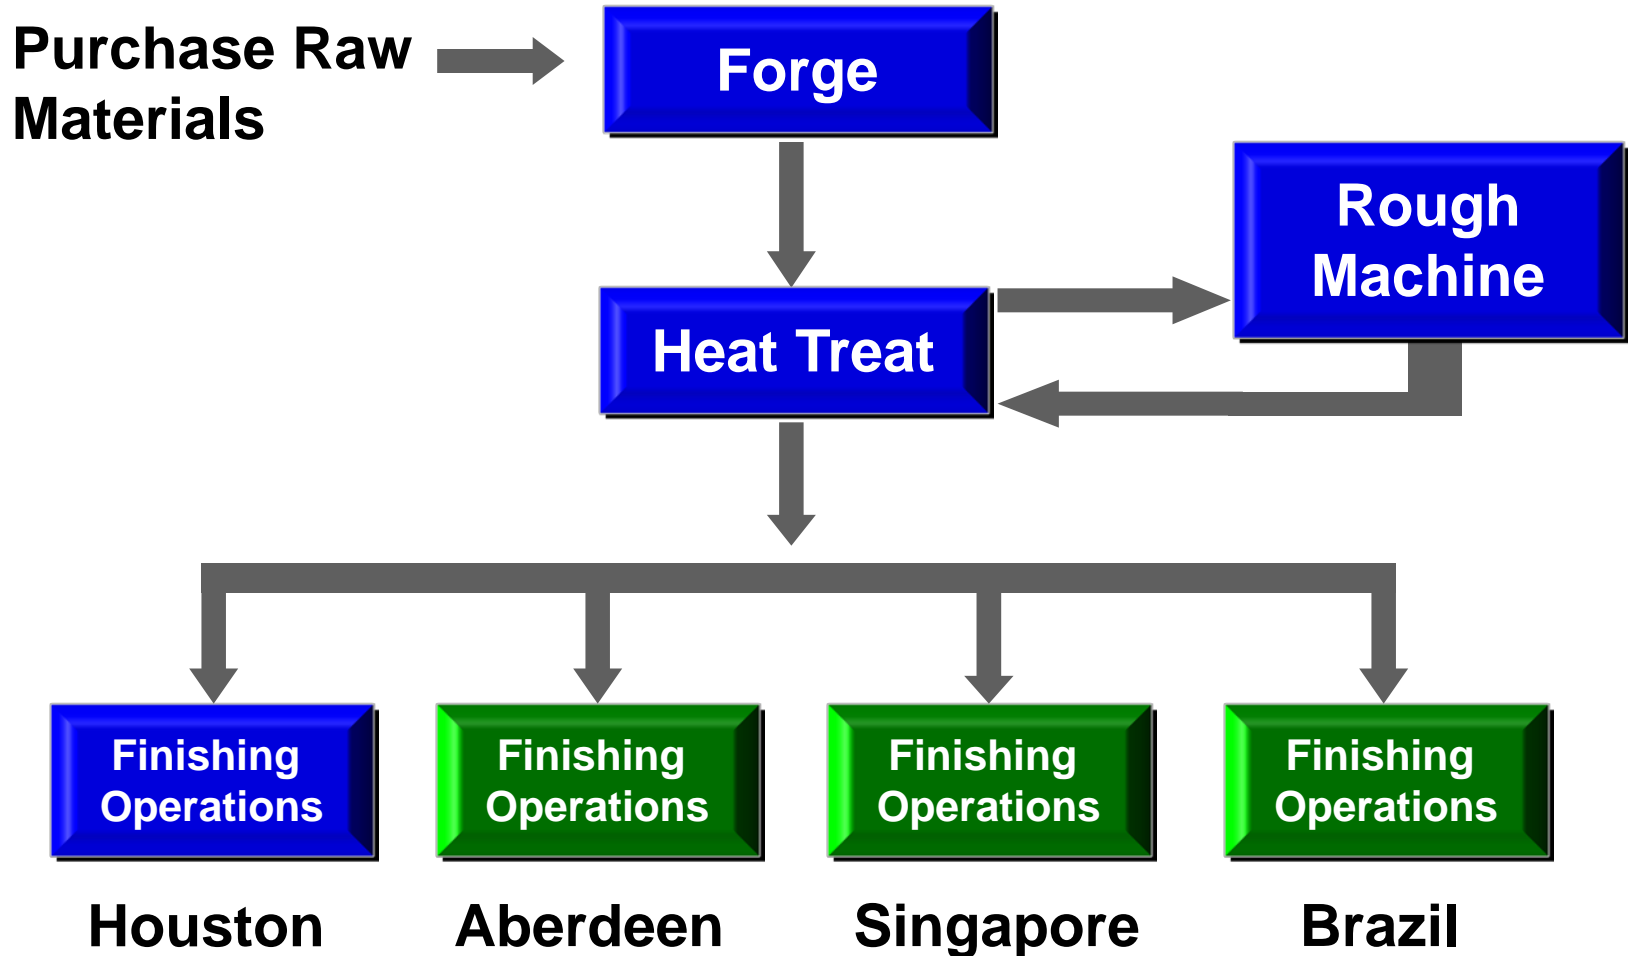 Purchase Raw
Materials
Forge
Rough
Machine
Heat Treat
Finishing
Operations
Finishing
Operations
Finishing
Operations
Finishing
Operations
Houston
Aberdeen
Singapore
Brazil